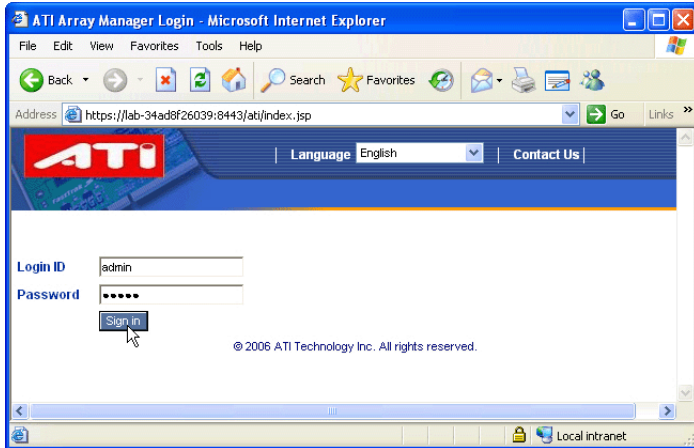 ATI Array Manager Login - Microsoft Internet Explorer
File Edit View Favorites Tools Help
Back Search Favorites
Address https://lab-34ad8f26039:8443/ati/index.jsp Go Links »
ATI | Language English | Contact Us |
Login ID admin
Password •••••
Sign in
© 2006 ATI Technology Inc. All rights reserved.
Local intranet